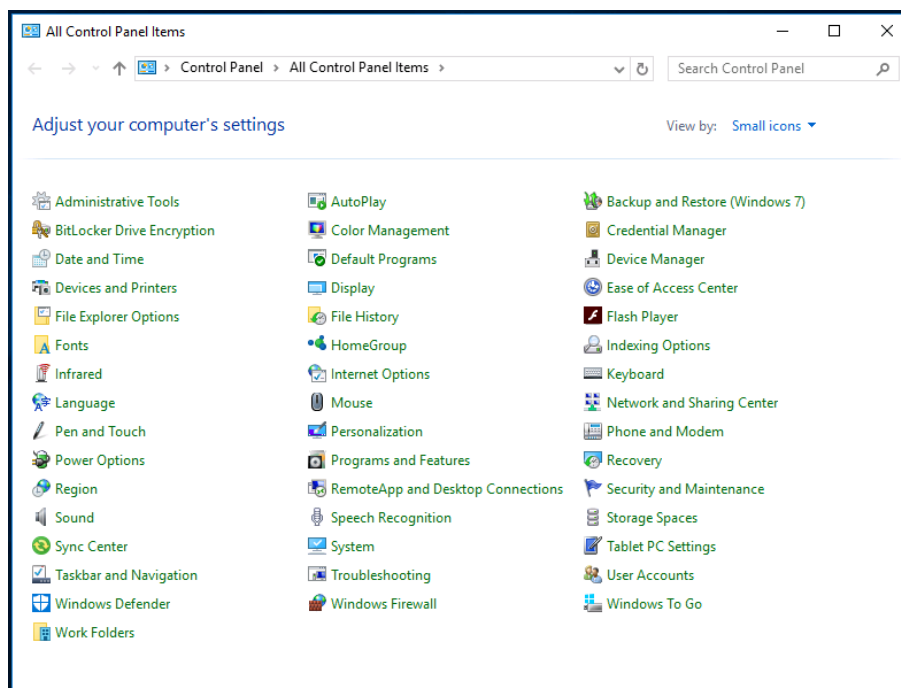 All Control Panel Items
Control Panel > All Control Panel Items >
Search Control Panel
Adjust your computer's settings
View by: Small icons
Administrative Tools AutoPlay Backup and Restore (Windows 7)
BitLocker Drive Encryption Color Management Credential Manager
Date and Time Default Programs Device Manager
Devices and Printers Display Ease of Access Center
File Explorer Options File History Flash Player
Fonts HomeGroup Indexing Options
Infrared Internet Options Keyboard
Language Mouse Network and Sharing Center
Pen and Touch Personalization Phone and Modem
Power Options Programs and Features Recovery
Region RemoteApp and Desktop Connections Security and Maintenance
Sound Speech Recognition Storage Spaces
Sync Center System Tablet PC Settings
Taskbar and Navigation Troubleshooting User Accounts
Windows Defender Windows Firewall Windows To Go
Work Folders